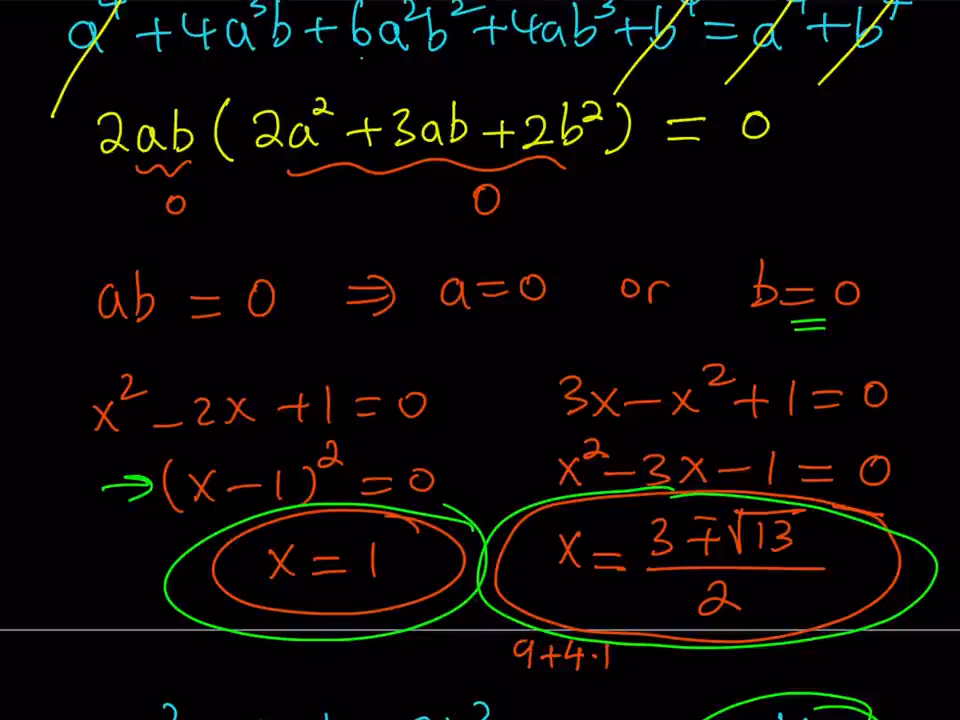 a⁴ + 4a³b + 6a²b² + 4ab³ + b⁴ = a⁴ + b⁴
2ab(2a² + 3ab + 2b²) = 0
0 0
ab = 0 ⇒ a=0 or b=0
x² - 2x + 1 = 0 3x - x² + 1 = 0
→ (x - 1)² = 0 x² - 3x - 1 = 0
x = 1 x = (3 ∓ √13)/2
9+4·1